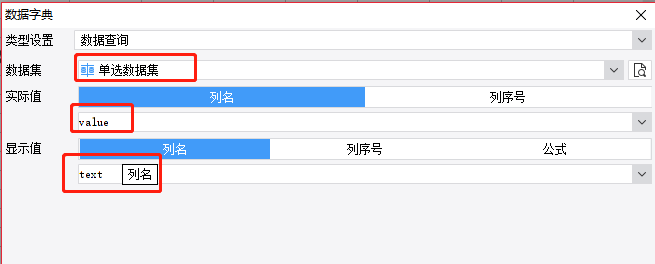 数据字典
类型设置 数据查询
数据集 单选数据集
实际值 列名 列序号
value
显示值 列名 列序号 公式
text 列名